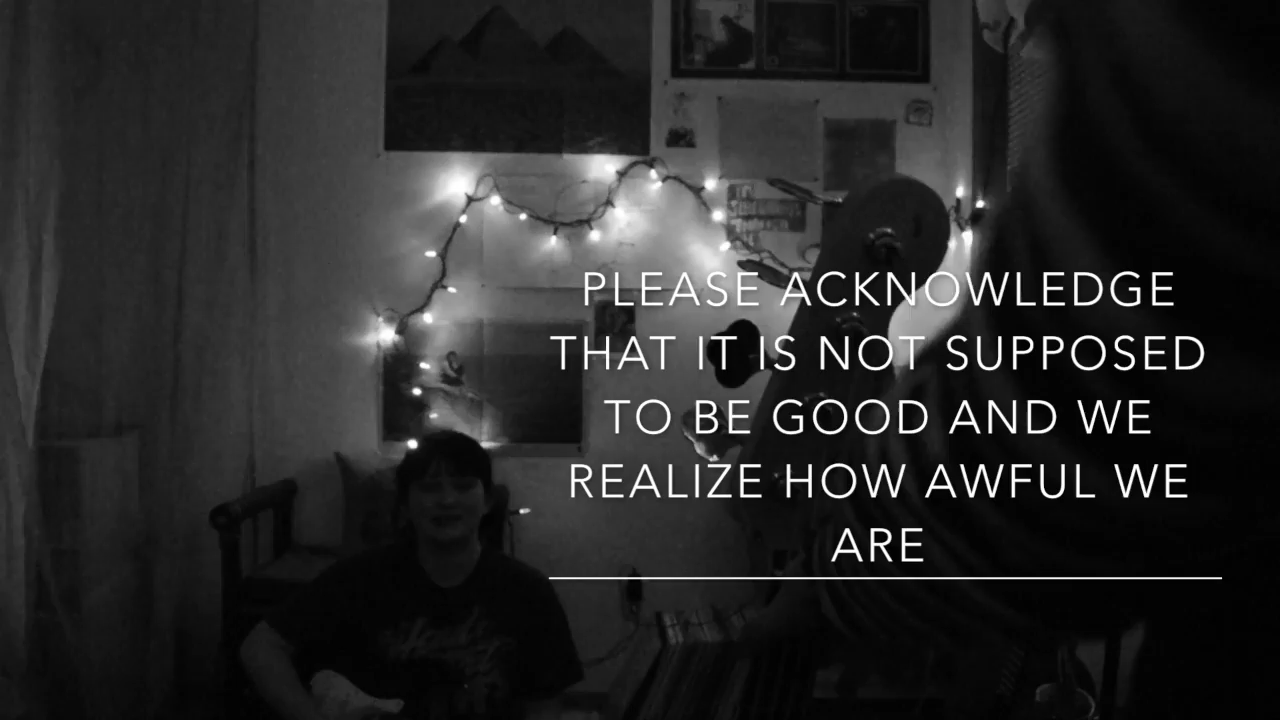 PLEASE ACKNOWLEDGE
THAT IT IS NOT SUPPOSED
TO BE GOOD AND WE
REALIZE HOW AWFUL WE
ARE